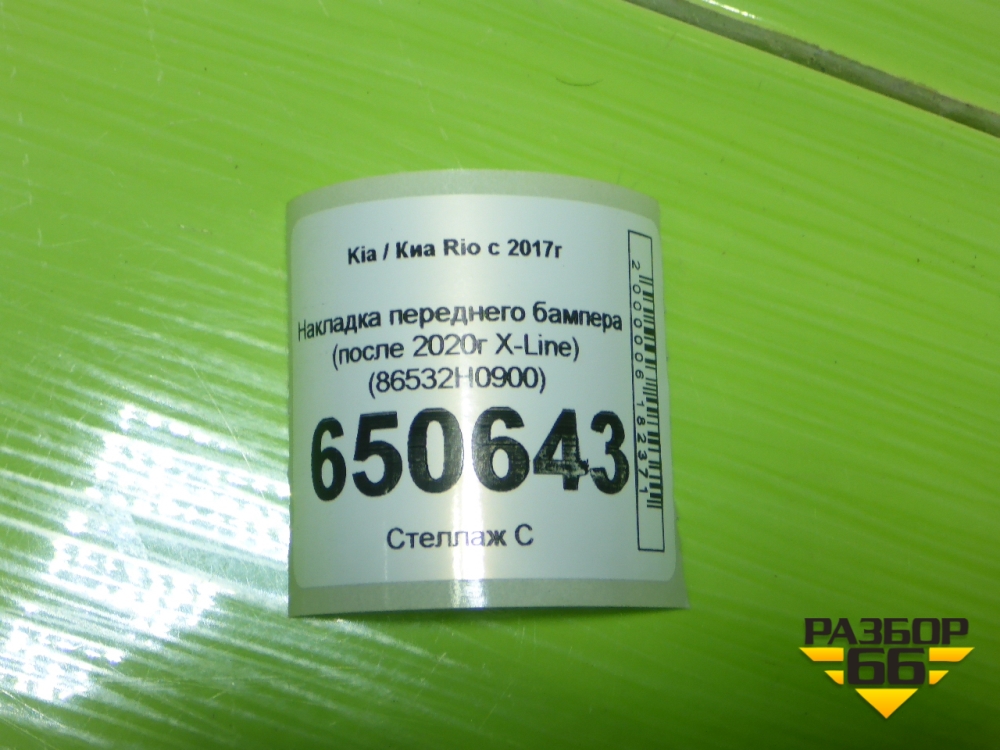 Kia / Киа Rio с 2017г
Накладка переднего бампера
(после 2020г X-Line)
(86532H0900)
650643
Стеллаж С
2000006182371
РАЗБОР
66